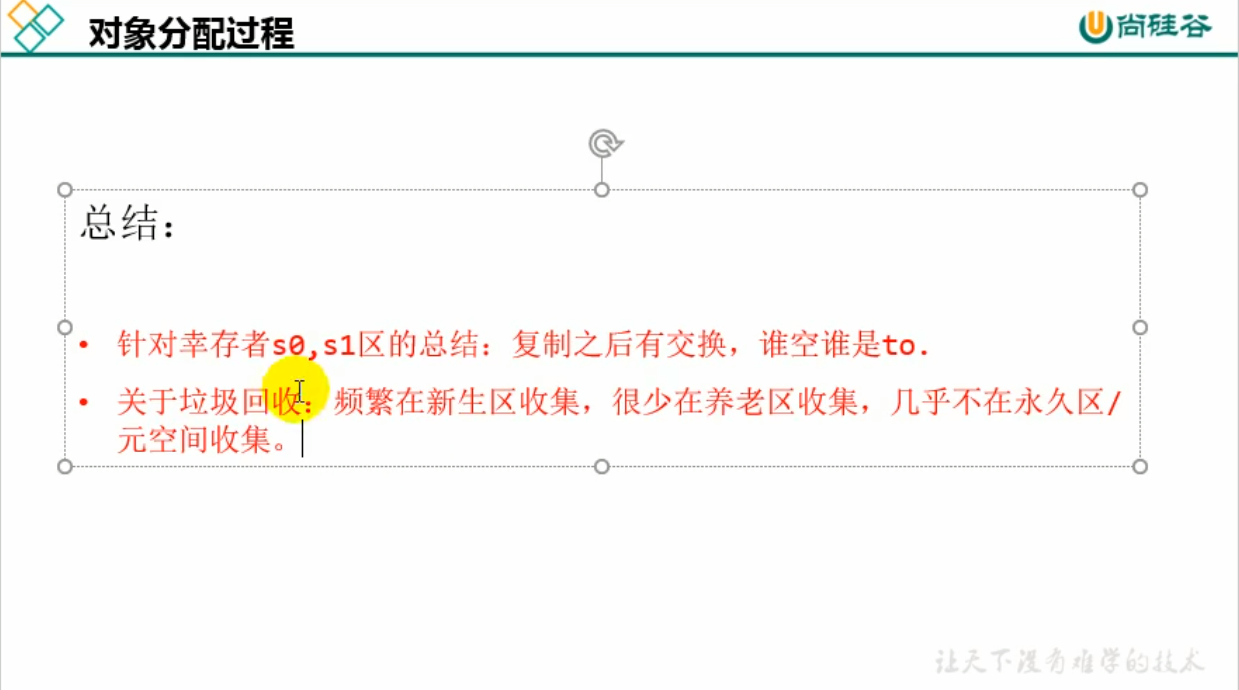 对象分配过程
尚硅谷
总结：
• 针对幸存者s0,s1区的总结：复制之后有交换，谁空谁是to.
• 关于垃圾回收：频繁在新生区收集，很少在养老区收集，几乎不在永久区/
元空间收集。
让天下没有难学的技术